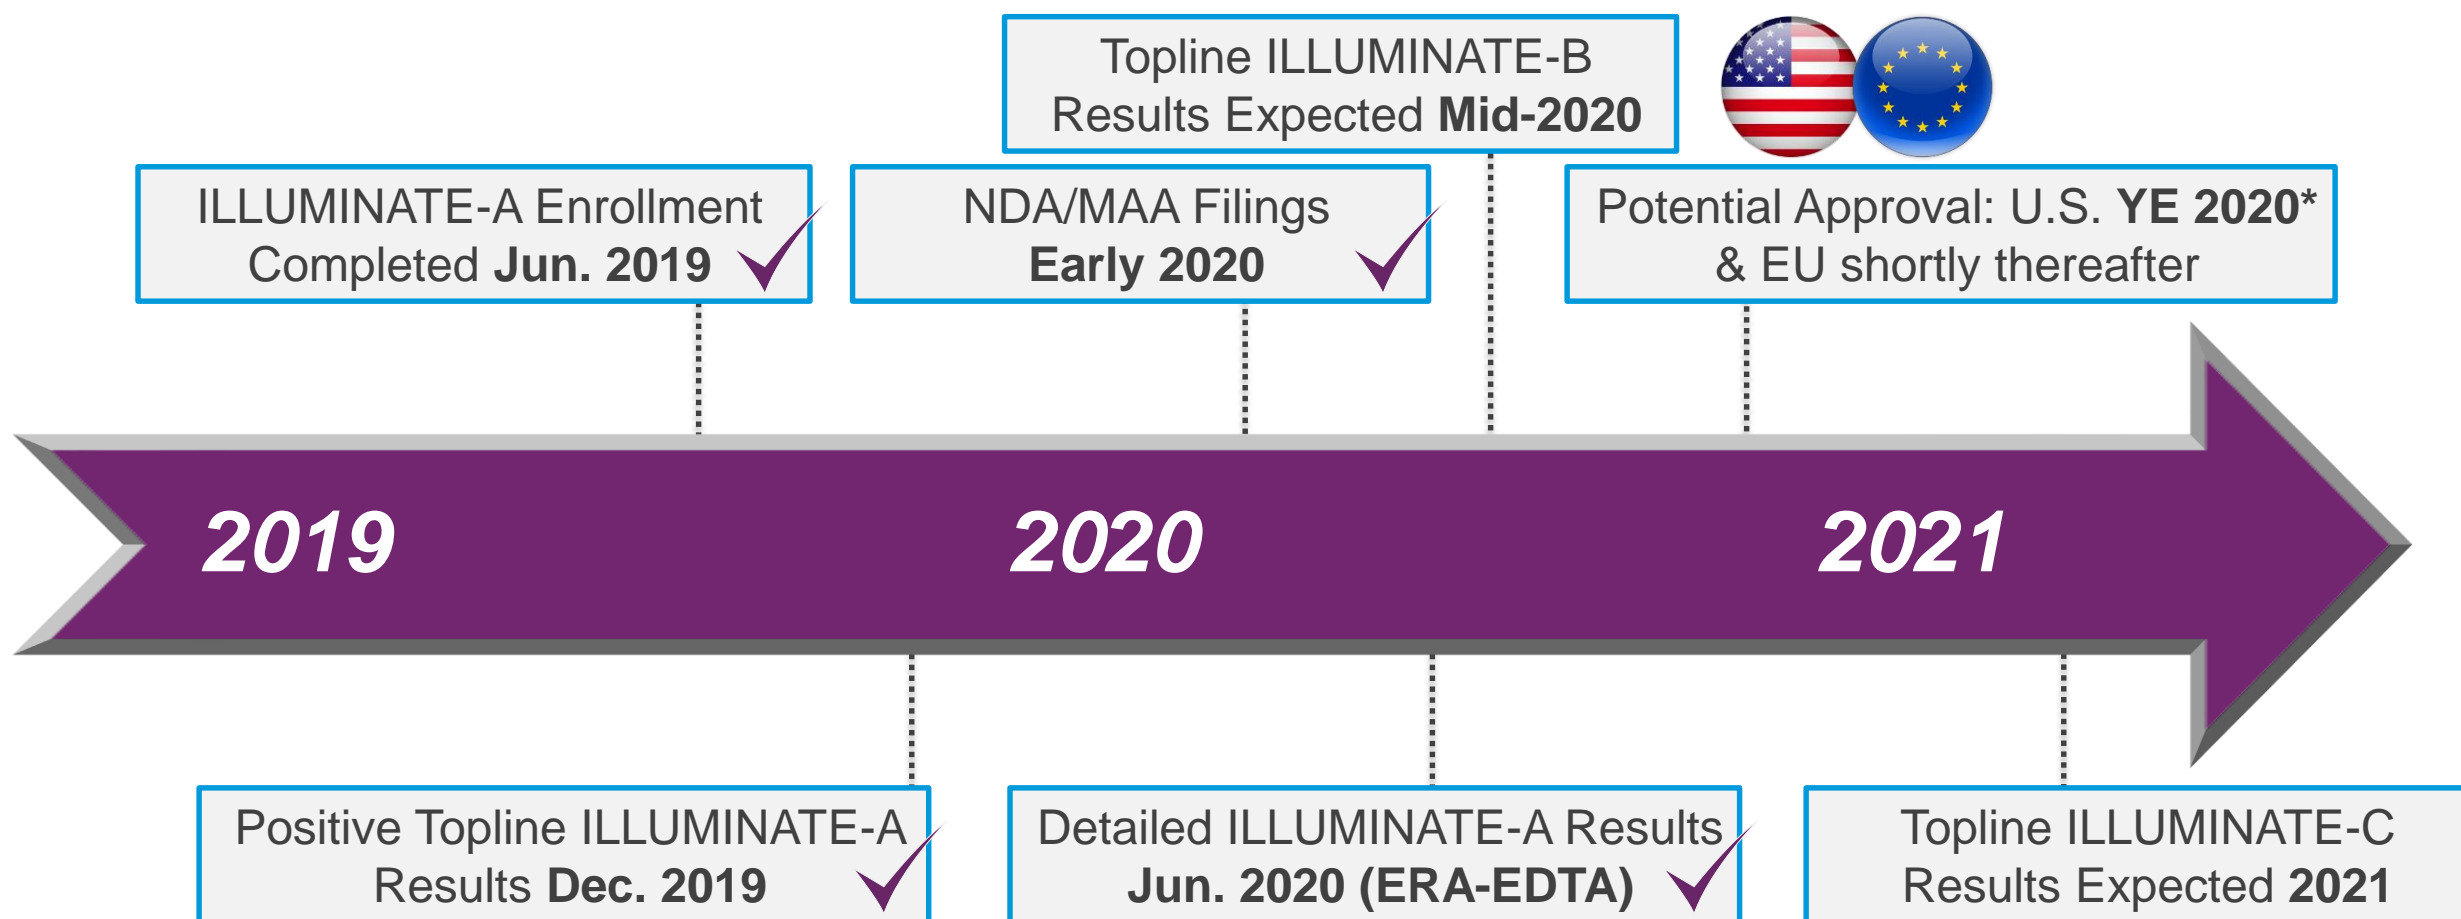 Topline ILLUMINATE-B
Results Expected Mid-2020
ILLUMINATE-A Enrollment
Completed Jun. 2019
NDA/MAA Filings
Early 2020
Potential Approval: U.S. YE 2020*
& EU shortly thereafter
2019
2020
2021
Positive Topline ILLUMINATE-A
Results Dec. 2019
Detailed ILLUMINATE-A Results
Jun. 2020 (ERA-EDTA)
Topline ILLUMINATE-C
Results Expected 2021